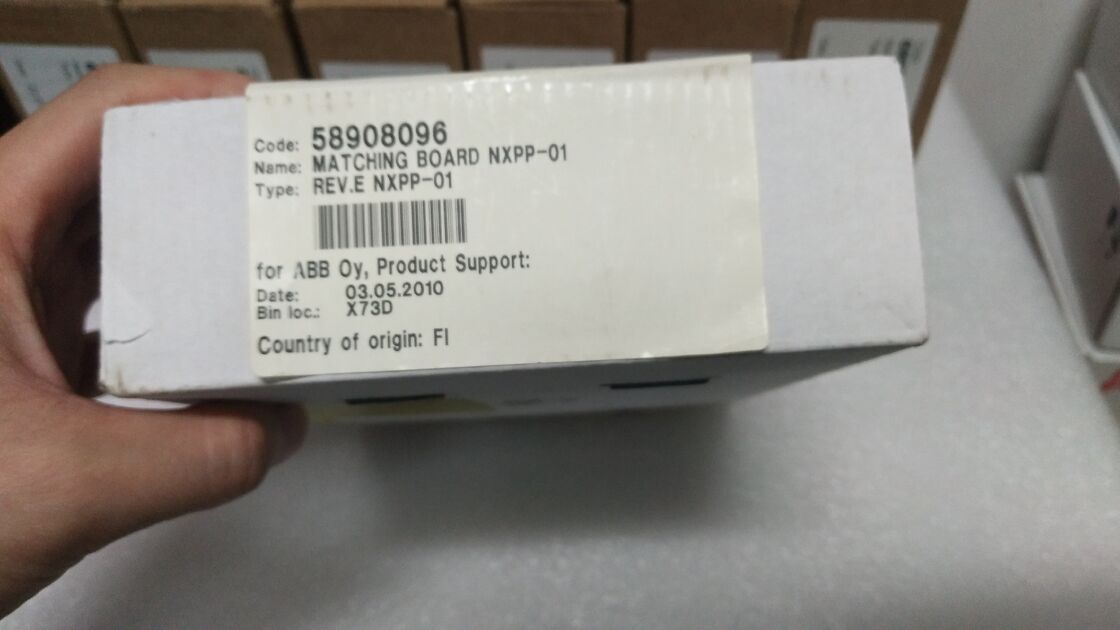 Code: 58908096
Name: MATCHING BOARD NXPP-01
Type: REV.E NXPP-01
for ABB Oy, Product Support:
Date: 03.05.2010
Bin loc.: X73D
Country of origin: FI